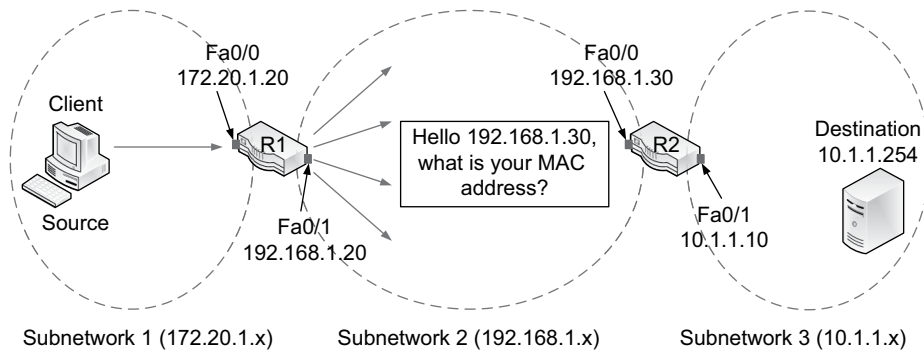 Fa0/0
172.20.1.20
Fa0/0
192.168.1.30
Client
R1
Hello 192.168.1.30,
what is your MAC
address?
R2
Destination
10.1.1.254
Source
Fa0/1
192.168.1.20
Fa0/1
10.1.1.10
Subnetwork 1 (172.20.1.x)
Subnetwork 2 (192.168.1.x)
Subnetwork 3 (10.1.1.x)